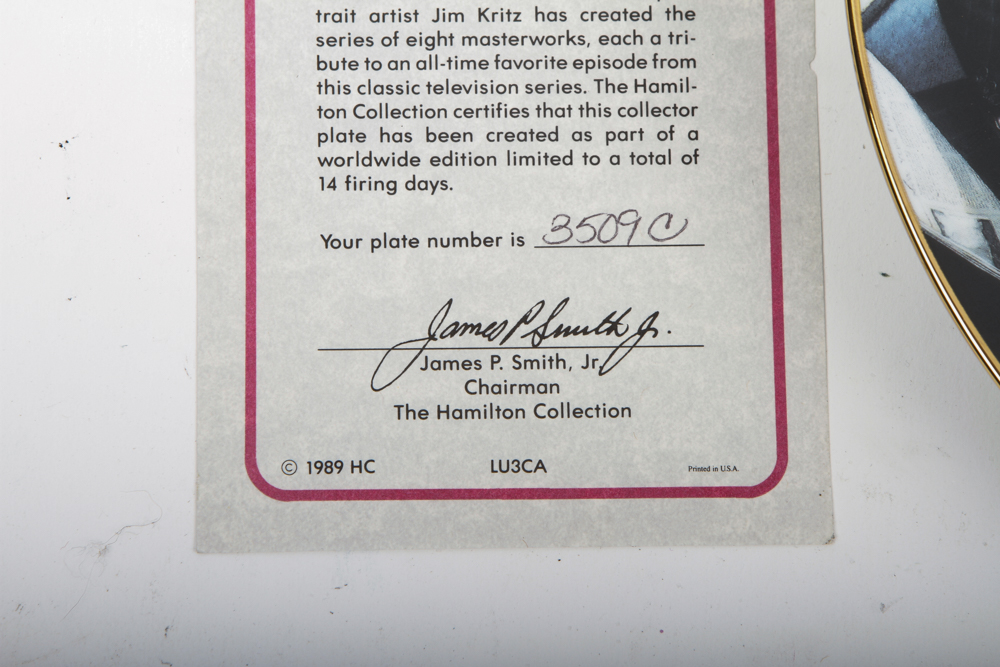 trait artist Jim Kritz has created the
series of eight masterworks, each a tri-
bute to an all-time favorite episode from
this classic television series. The Hamil-
ton Collection certifies that this collector
plate has been created as part of a
worldwide edition limited to a total of
14 firing days.
Your plate number is 3509C
James P Smith Jr.
James P. Smith, Jr.
Chairman
The Hamilton Collection
© 1989 HC LU3CA Printed in U.S.A.